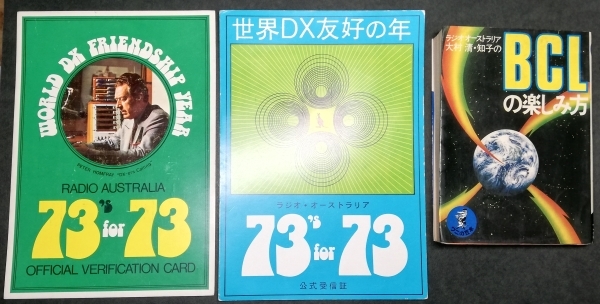 WORLD DX FRIENDSHIP YEAR
RADIO AUSTRALIA
73's for 73
OFFICIAL VERIFICATION CARD
世界DX友好の年
ラジオ・オーストラリア
73's for 73
公式受信証
ラジオオーストラリア
大村 清・知子の
BCL
の楽しみ方